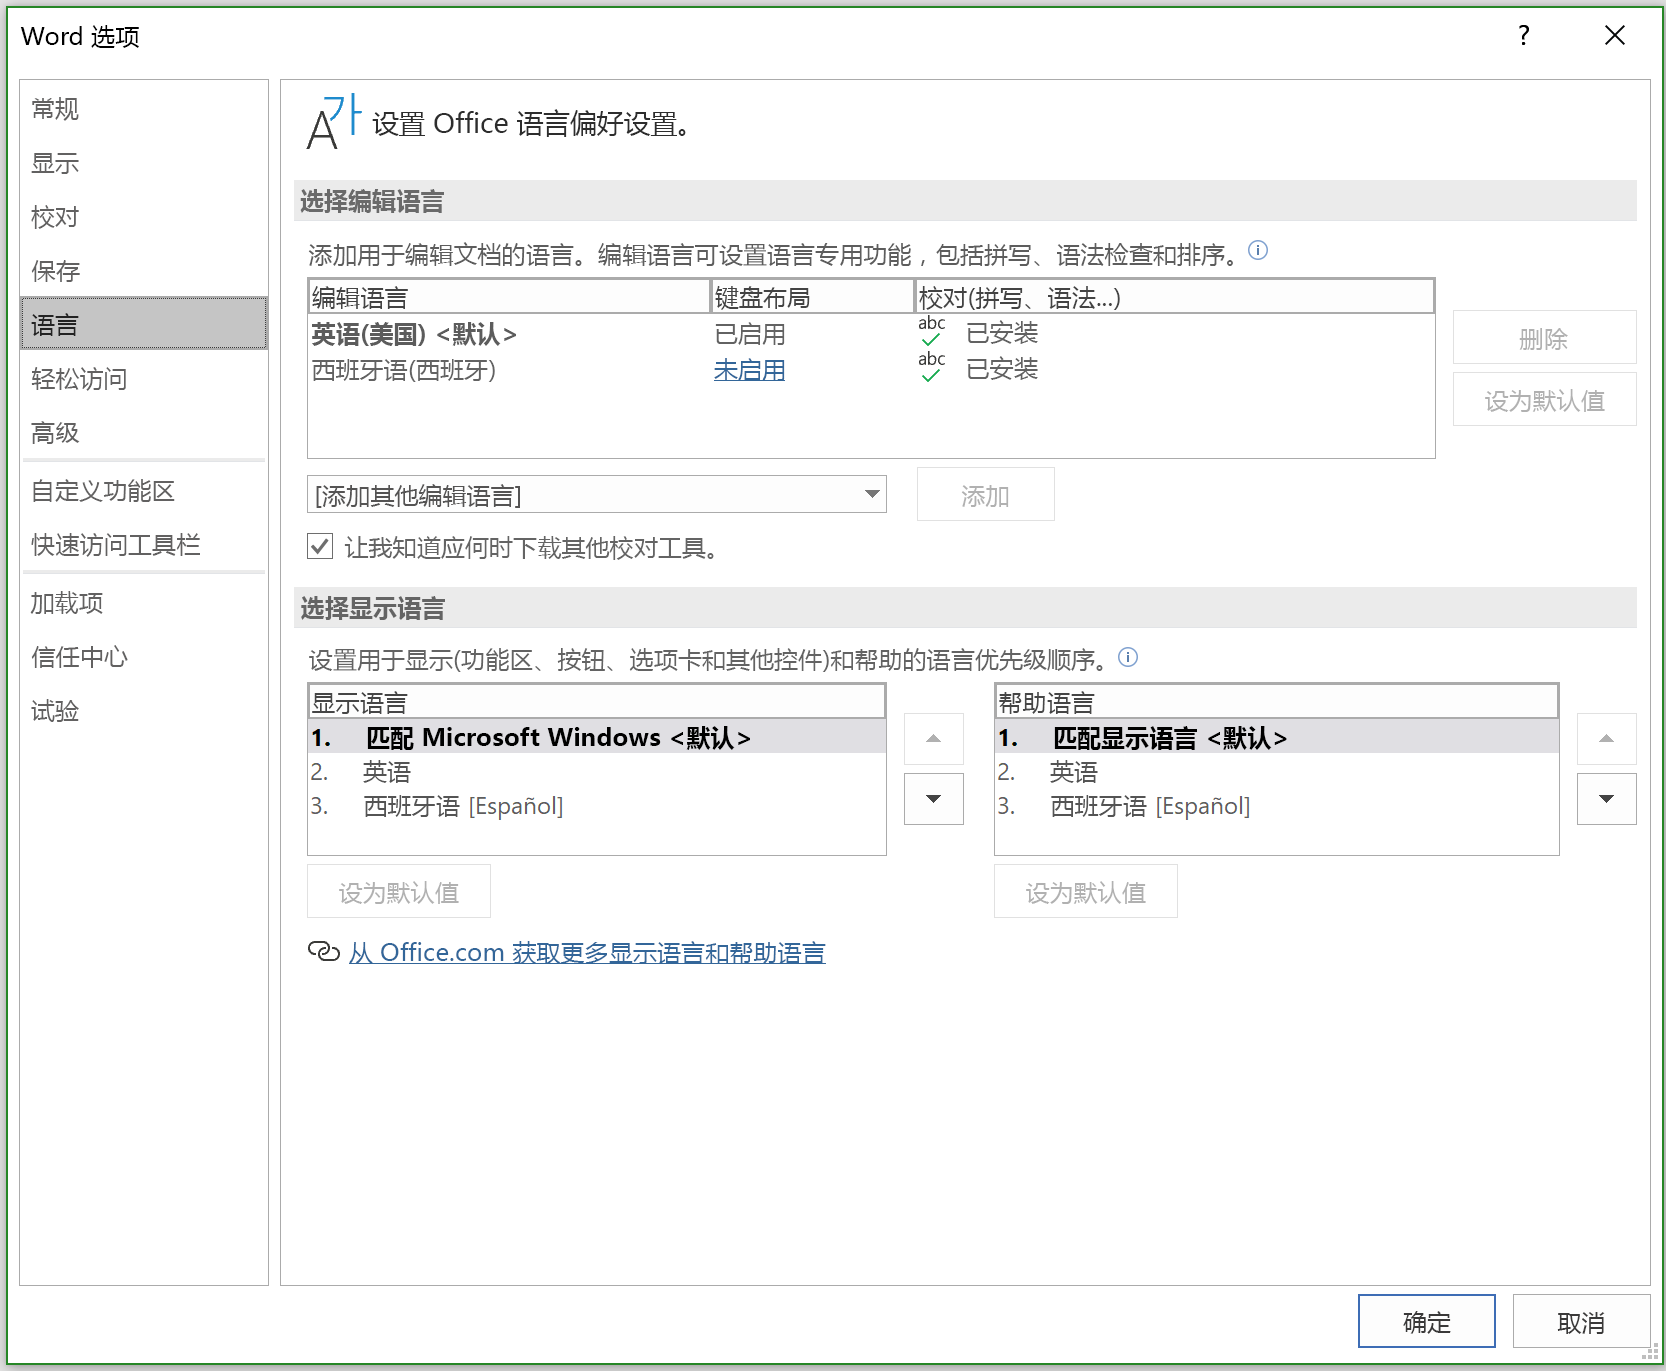 Word 选项
?
常规
显示
校对
保存
语言
轻松访问
高级
自定义功能区
快速访问工具栏
加载项
信任中心
试验
A가 设置 Office 语言偏好设置。
选择编辑语言
添加用于编辑文档的语言。编辑语言可设置语言专用功能，包括拼写、语法检查和排序。
编辑语言 键盘布局 校对(拼写、语法...)
英语(美国) <默认> 已启用 abc 已安装
西班牙语(西班牙) 未启用 abc 已安装
删除
设为默认值
[添加其他编辑语言] 添加
让我知道应何时下载其他校对工具。
选择显示语言
设置用于显示(功能区、按钮、选项卡和其他控件)和帮助的语言优先级顺序。
显示语言
1. 匹配 Microsoft Windows <默认>
2. 英语
3. 西班牙语 [Español]
设为默认值
帮助语言
1. 匹配显示语言 <默认>
2. 英语
3. 西班牙语 [Español]
设为默认值
从 Office.com 获取更多显示语言和帮助语言
确定 取消